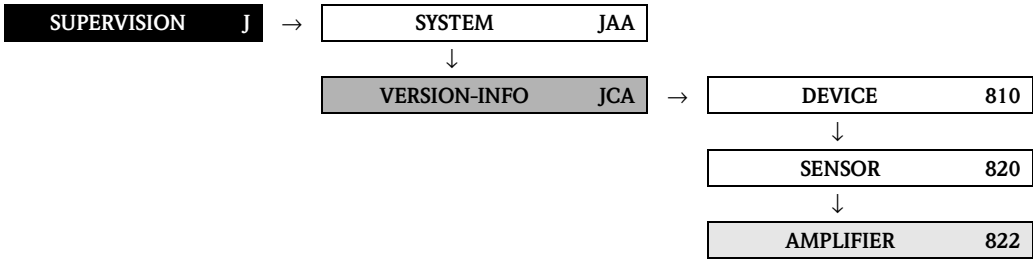 SUPERVISION J → SYSTEM JAA
↓
VERSION-INFO JCA → DEVICE 810
↓
SENSOR 820
↓
AMPLIFIER 822